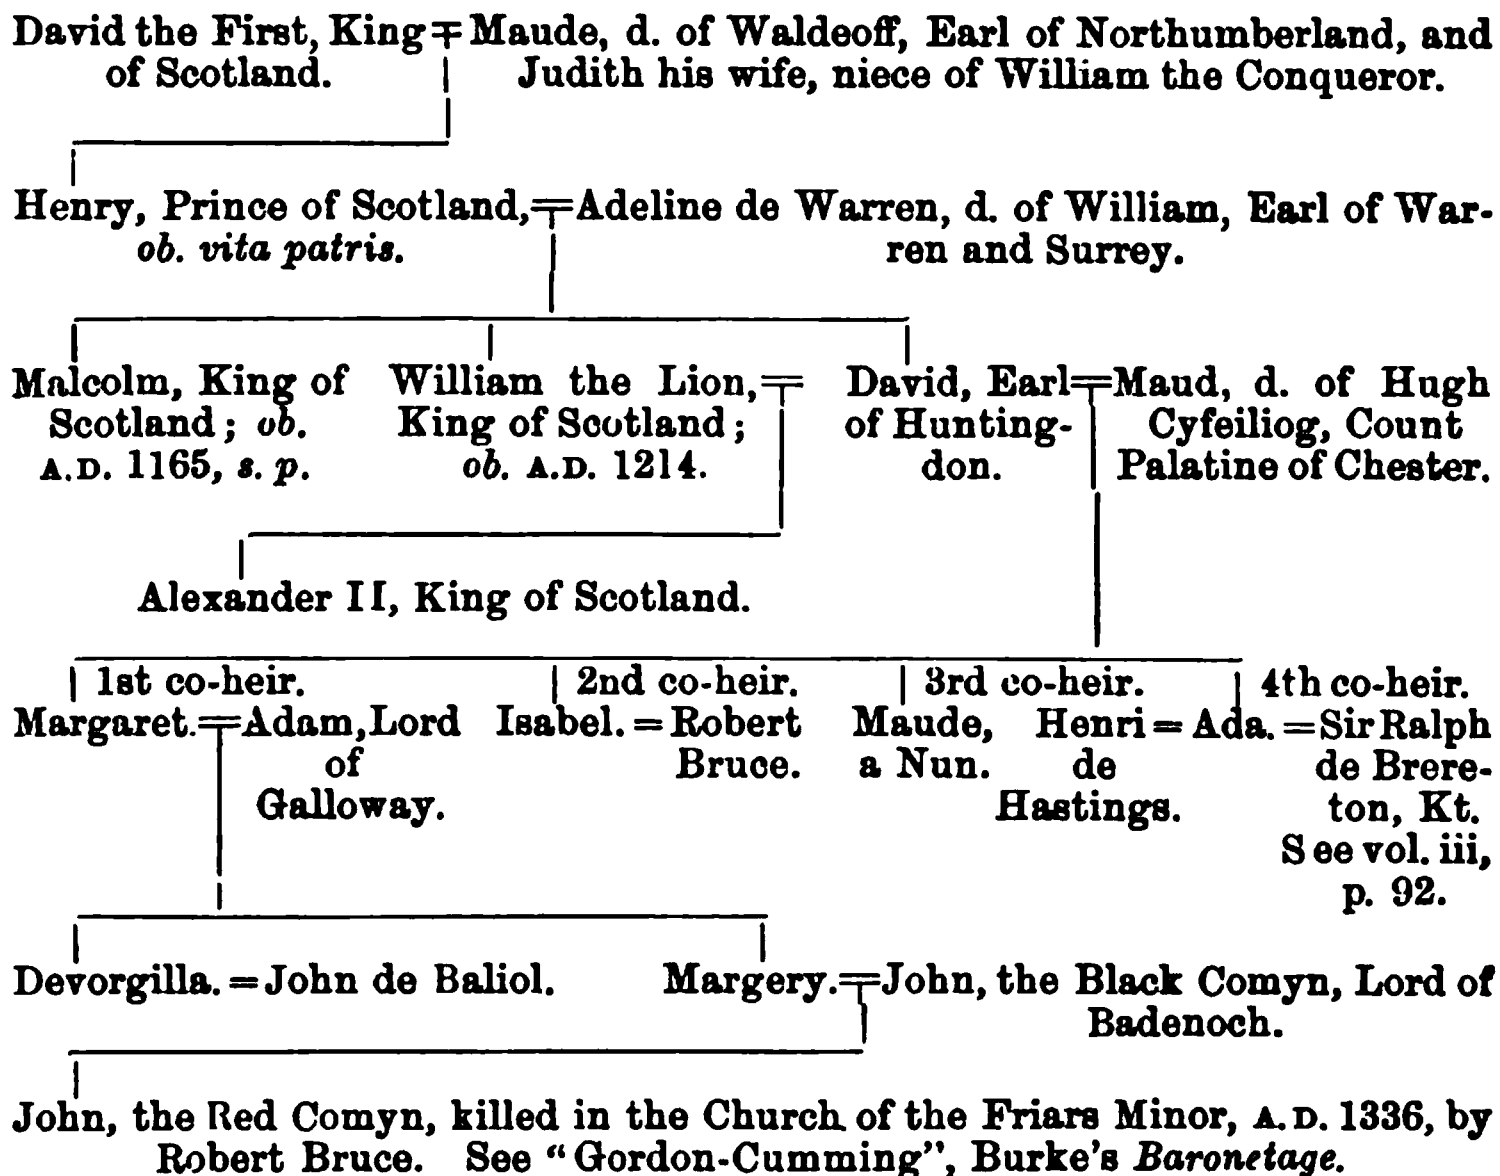 David the First, King = Maude, d. of Waldeoff, Earl of Northumberland, and
of Scotland. Judith his wife, niece of William the Conqueror.
Henry, Prince of Scotland, = Adeline de Warren, d. of William, Earl of War-
ob. vita patris. ren and Surrey.
Malcolm, King of William the Lion, = David, Earl = Maud, d. of Hugh
Scotland; ob. King of Scotland; of Hunting- Cyfeiliog, Count
A.D. 1165, s. p. ob. A.D. 1214. don. Palatine of Chester.
Alexander II, King of Scotland.
1st co-heir. 2nd co-heir. 3rd co-heir. 4th co-heir.
Margaret. = Adam, Lord Isabel. = Robert Maude, Henri = Ada. = Sir Ralph
of Bruce. a Nun. de de Brere-
Galloway. Hastings. ton, Kt.
See vol. iii,
p. 92.
Devorgilla. = John de Baliol. Margery. = John, the Black Comyn, Lord of
Badenoch.
John, the Red Comyn, killed in the Church of the Friars Minor, A.D. 1336, by
Robert Bruce. See "Gordon-Cumming", Burke's Baronetage.